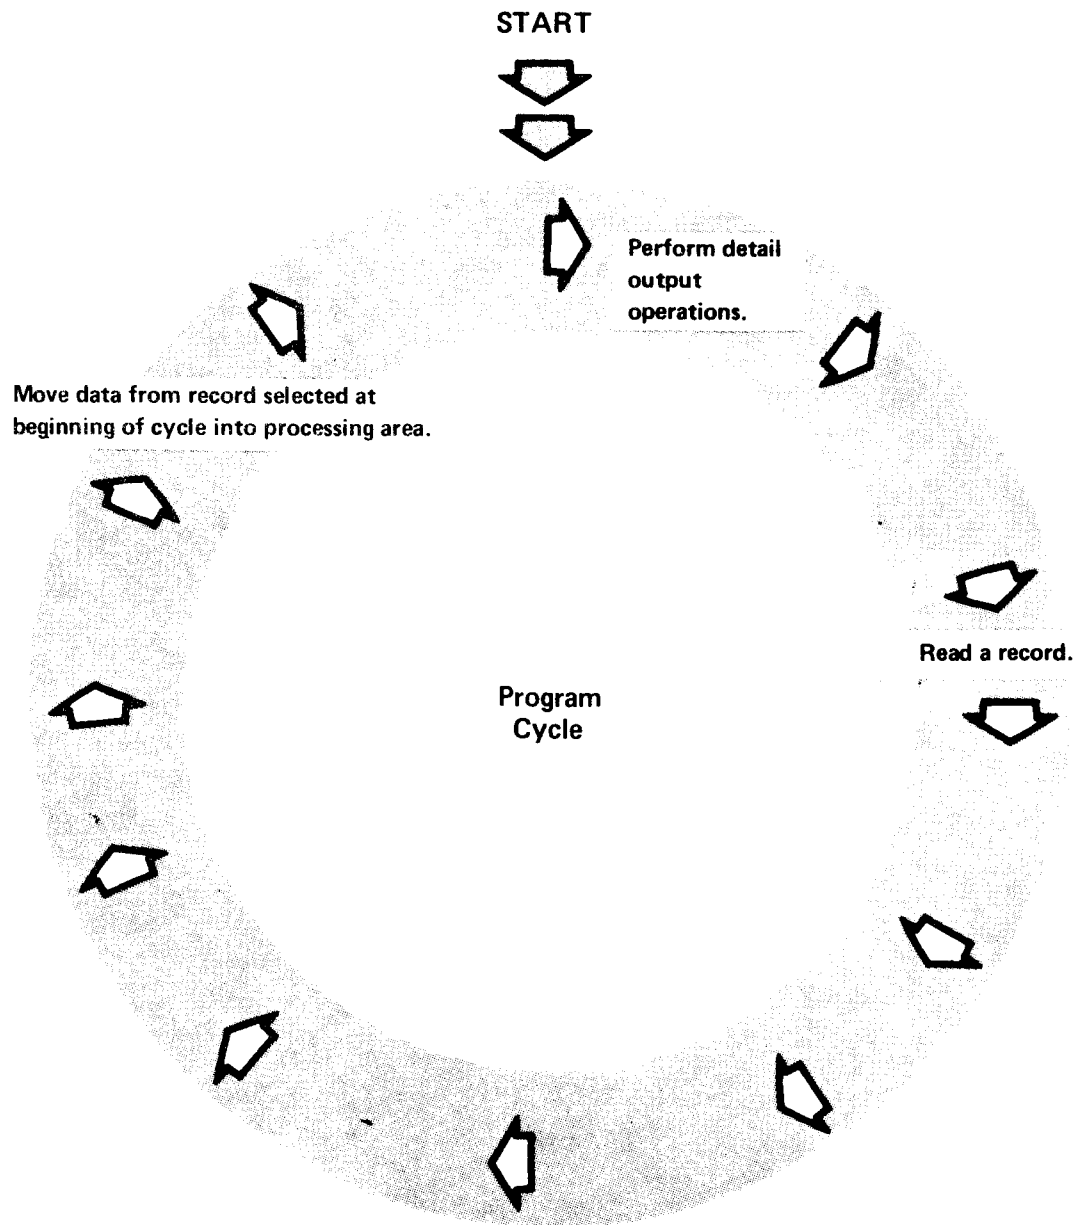 START
Perform detail
output
operations.
Move data from record selected at
beginning of cycle into processing area.
Read a record.
Program
Cycle